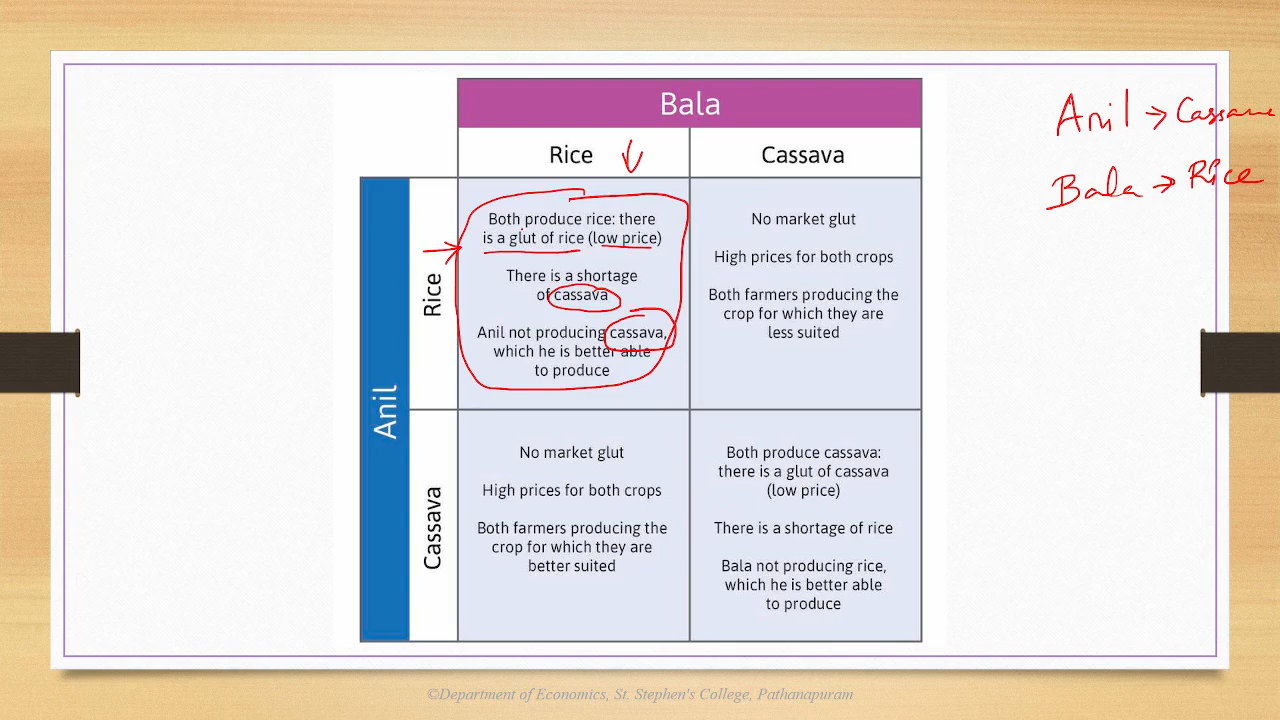 Bala
Rice
Cassava
Anil
Rice
Both produce rice: there
is a glut of rice (low price)
There is a shortage
of cassava
Anil not producing cassava,
which he is better able
to produce
No market glut
High prices for both crops
Both farmers producing the
crop for which they are
less suited
Cassava
No market glut
High prices for both crops
Both farmers producing the
crop for which they are
better suited
Both produce cassava:
there is a glut of cassava
(low price)
There is a shortage of rice
Bala not producing rice,
which he is better able
to produce
Anil →
Bala → Rice
©Department of Economics, St. Stephen's College, Pathanapuram